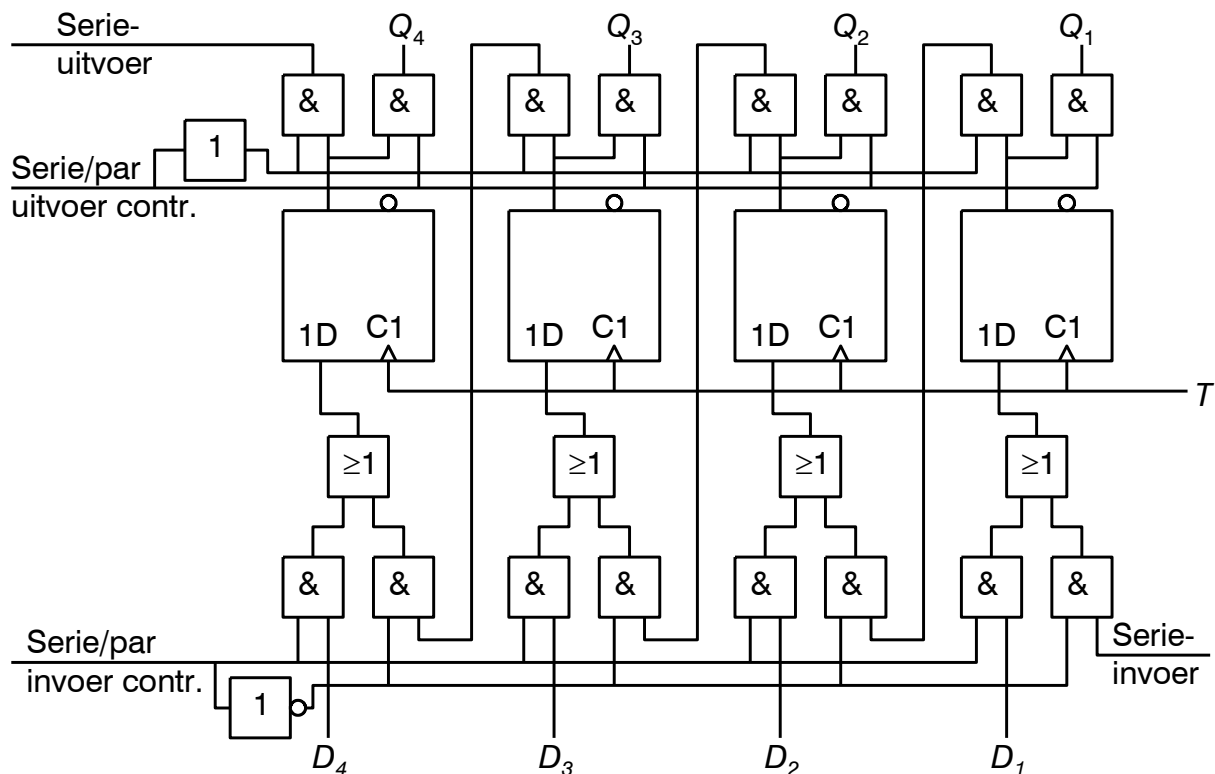 Serie-
uitvoer
Q4 Q3 Q2 Q1
& & & & & & & &
1
Serie/par
uitvoer contr.
1D C1 1D C1 1D C1 1D C1
T
≥1 ≥1 ≥1 ≥1
& & & & & & & &
Serie/par
invoer contr.
Serie-
invoer
1
D4 D3 D2 D1